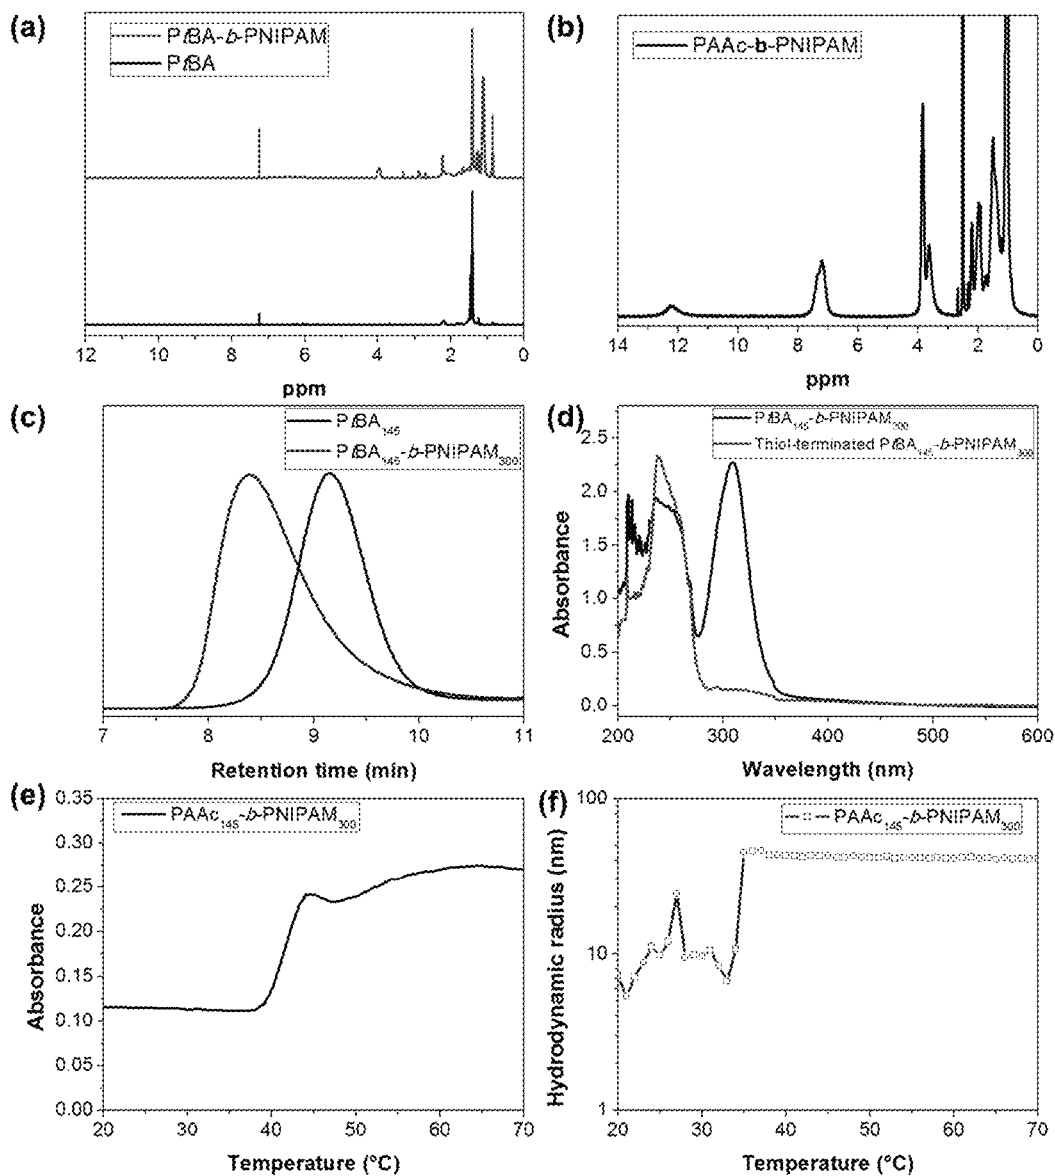 (a)
PtBA-b-PNIPAM
PtBA
12 10 8 6 4 2 0
ppm
(b)
PAAc-b-PNIPAM
14 12 10 8 6 4 2 0
ppm
(c)
PtBA145
PtBA145-b-PNIPAM300
7 8 9 10 11
Retention time (min)
(d)
PtBA145-b-PNIPAM300
Thiol-terminated PtBA145-b-PNIPAM300
2.5
2.0
1.5
1.0
0.5
0.0
Absorbance
200 300 400 500 600
Wavelength (nm)
(e)
PAAc145-b-PNIPAM300
0.35
0.30
0.25
0.20
0.15
0.10
0.05
0.00
Absorbance
20 30 40 50 60 70
Temperature (°C)
(f)
PAAc145-b-PNIPAM300
100
10
1
Hydrodynamic radius (nm)
20 30 40 50 60 70
Temperature (°C)